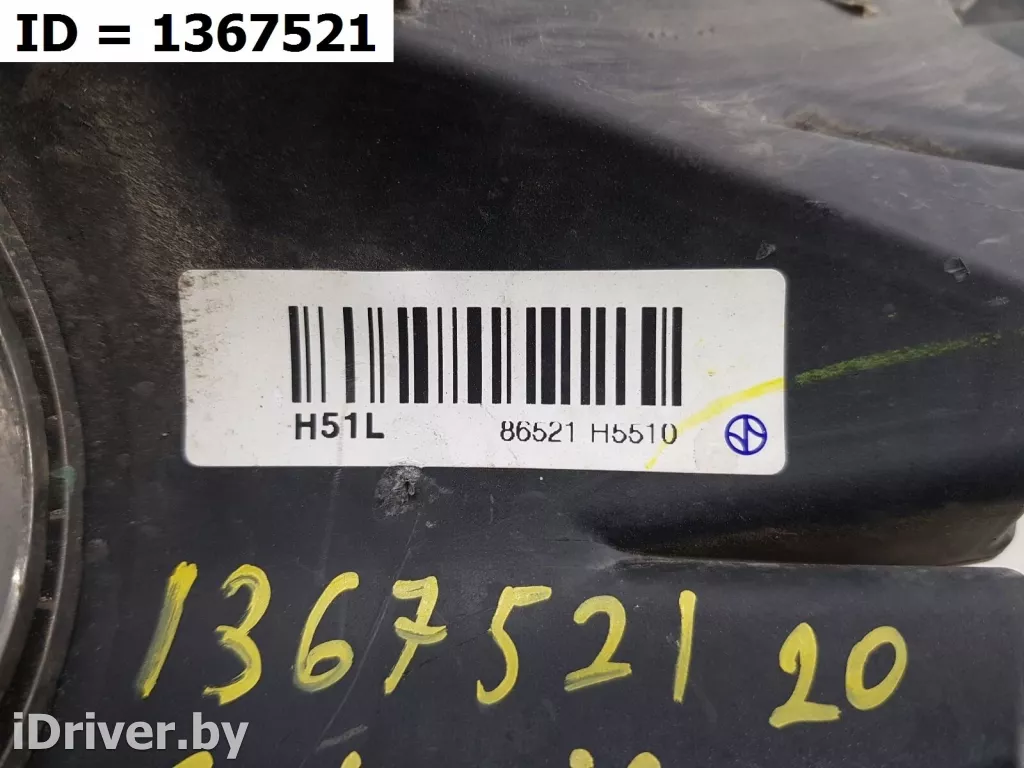 ID = 1367521
H51L 86521 H5510
1367521 20
iDriver.by